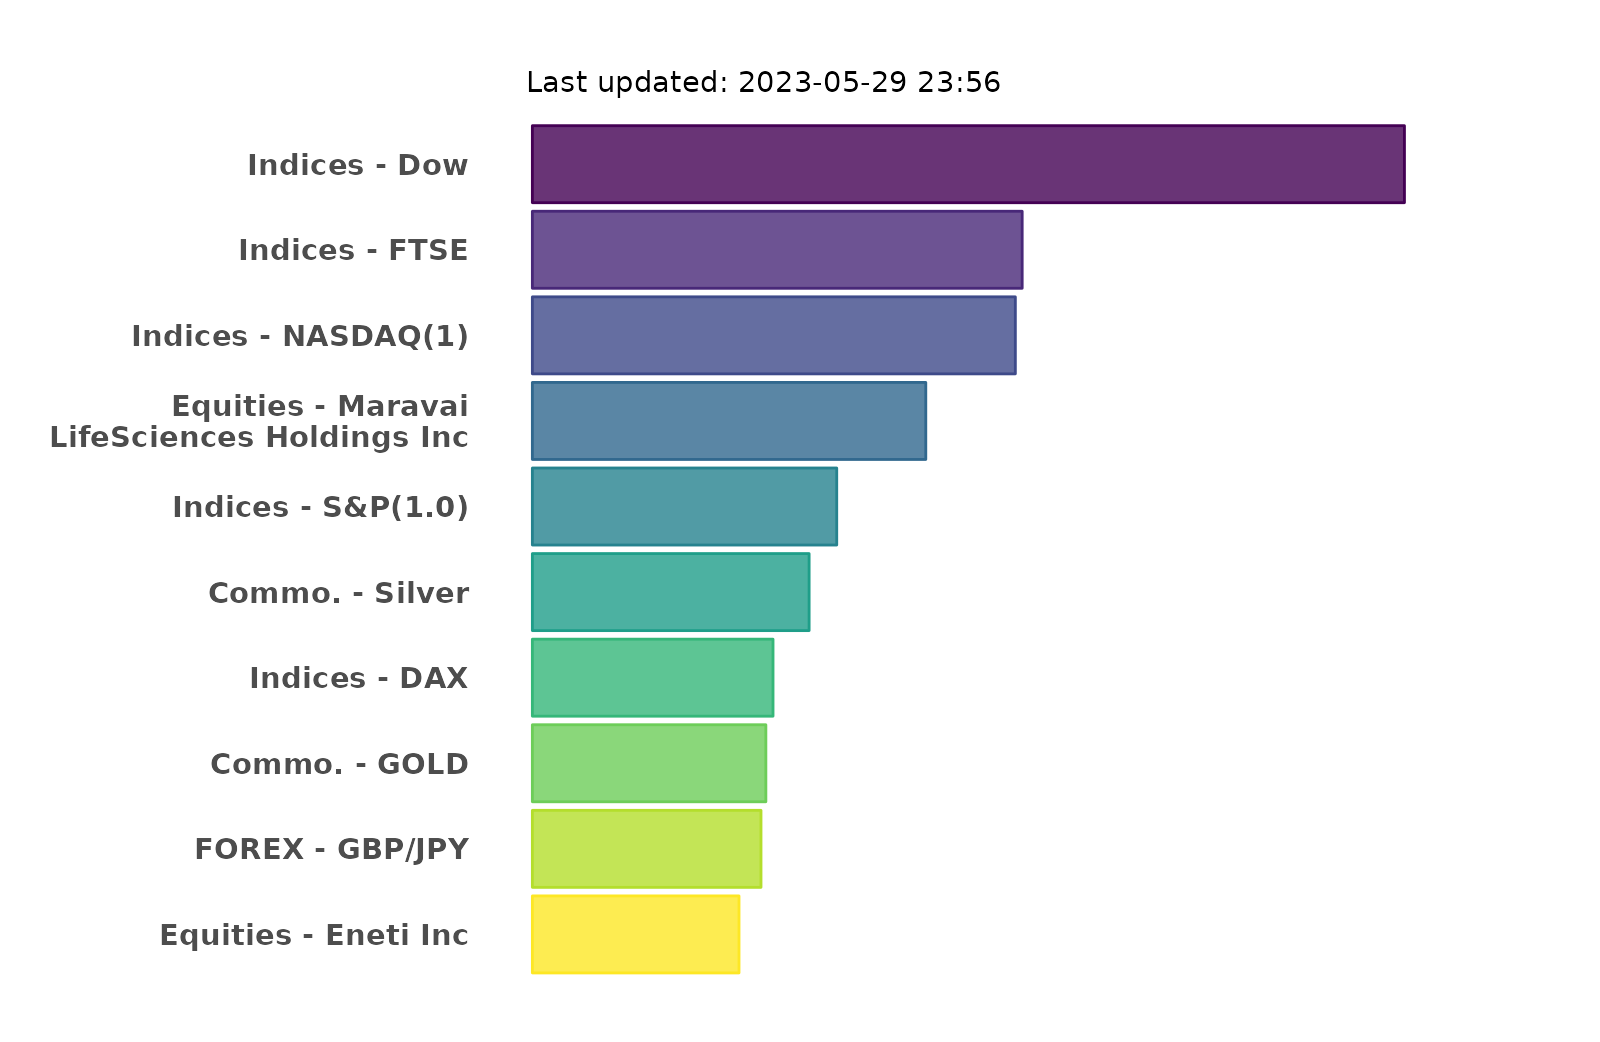 Last updated: 2023-05-29 23:56
Indices - Dow
Indices - FTSE
Indices - NASDAQ(1)
Equities - Maravai
LifeSciences Holdings Inc
Indices - S&P(1.0)
Commo. - Silver
Indices - DAX
Commo. - GOLD
FOREX - GBP/JPY
Equities - Eneti Inc